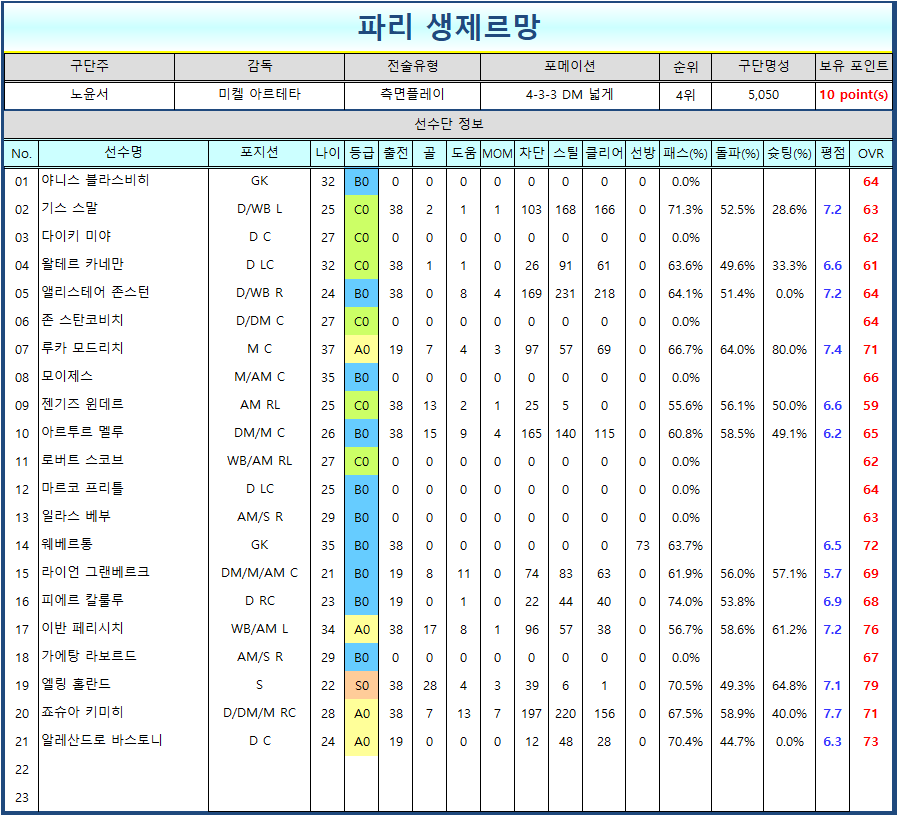 파리 생제르망
구단주 감독 전술유형 포메이션 순위 구단명성 보유 포인트
노윤서 미켈 아르테타 측면플레이 4-3-3 DM 넓게 4위 5,050 10 point(s)
선수단 정보
No. 선수명 포지션 나이 등급 출전 골 도움 MOM 차단 스틸 클리어 선방 패스(%) 돌파(%) 슛팅(%) 평점 OVR
01 야니스 블라스비히 GK 32 B0 0 0 0 0 0 0 0 0 0.0% 64
02 기스 스말 D/WB L 25 C0 38 2 1 1 103 168 166 0 71.3% 52.5% 28.6% 7.2 63
03 다이키 미야 D C 27 C0 0 0 0 0 0 0 0 0 0.0% 62
04 왈테르 카네만 D LC 32 C0 38 1 1 0 26 91 61 0 63.6% 49.6% 33.3% 6.6 61
05 앨리스테어 존스턴 D/WB R 24 B0 38 0 8 4 169 231 218 0 64.1% 51.4% 0.0% 7.2 64
06 존 스탄코비치 D/DM C 27 C0 0 0 0 0 0 0 0 0 0.0% 64
07 루카 모드리치 M C 37 A0 19 7 4 3 97 57 69 0 66.7% 64.0% 80.0% 7.4 71
08 모이제스 M/AM C 35 B0 0 0 0 0 0 0 0 0 0.0% 66
09 젠기즈 윈데르 AM RL 25 C0 38 13 2 1 25 5 0 0 55.6% 56.1% 50.0% 6.6 59
10 아르투르 멜루 DM/M C 26 B0 38 15 9 4 165 140 115 0 60.8% 58.5% 49.1% 6.2 65
11 로버트 스코브 WB/AM RL 27 C0 0 0 0 0 0 0 0 0 0.0% 62
12 마르코 프리틀 D LC 25 B0 0 0 0 0 0 0 0 0 0.0% 64
13 일라스 베부 AM/S R 29 B0 0 0 0 0 0 0 0 0 0.0% 63
14 웨베르통 GK 35 B0 38 0 0 0 0 0 0 73 63.7% 6.5 72
15 라이언 그랜베르크 DM/M/AM C 21 B0 19 8 11 0 74 83 63 0 61.9% 56.0% 57.1% 5.7 69
16 피에르 칼룰루 D RC 23 B0 19 0 1 0 22 44 40 0 74.0% 53.8% 6.9 68
17 이반 페리시치 WB/AM L 34 A0 38 17 8 1 96 57 38 0 56.7% 58.6% 61.2% 7.2 76
18 가에탕 라보르드 AM/S R 29 B0 0 0 0 0 0 0 0 0 0.0% 67
19 엘링 홀란드 S 22 S0 38 28 4 3 39 6 1 0 70.5% 49.3% 64.8% 7.1 79
20 죠슈아 키미히 D/DM/M RC 28 A0 38 7 13 7 197 220 156 0 67.5% 58.9% 40.0% 7.7 71
21 알레산드로 바스토니 D C 24 A0 19 0 0 0 12 48 28 0 70.4% 44.7% 0.0% 6.3 73
22
23